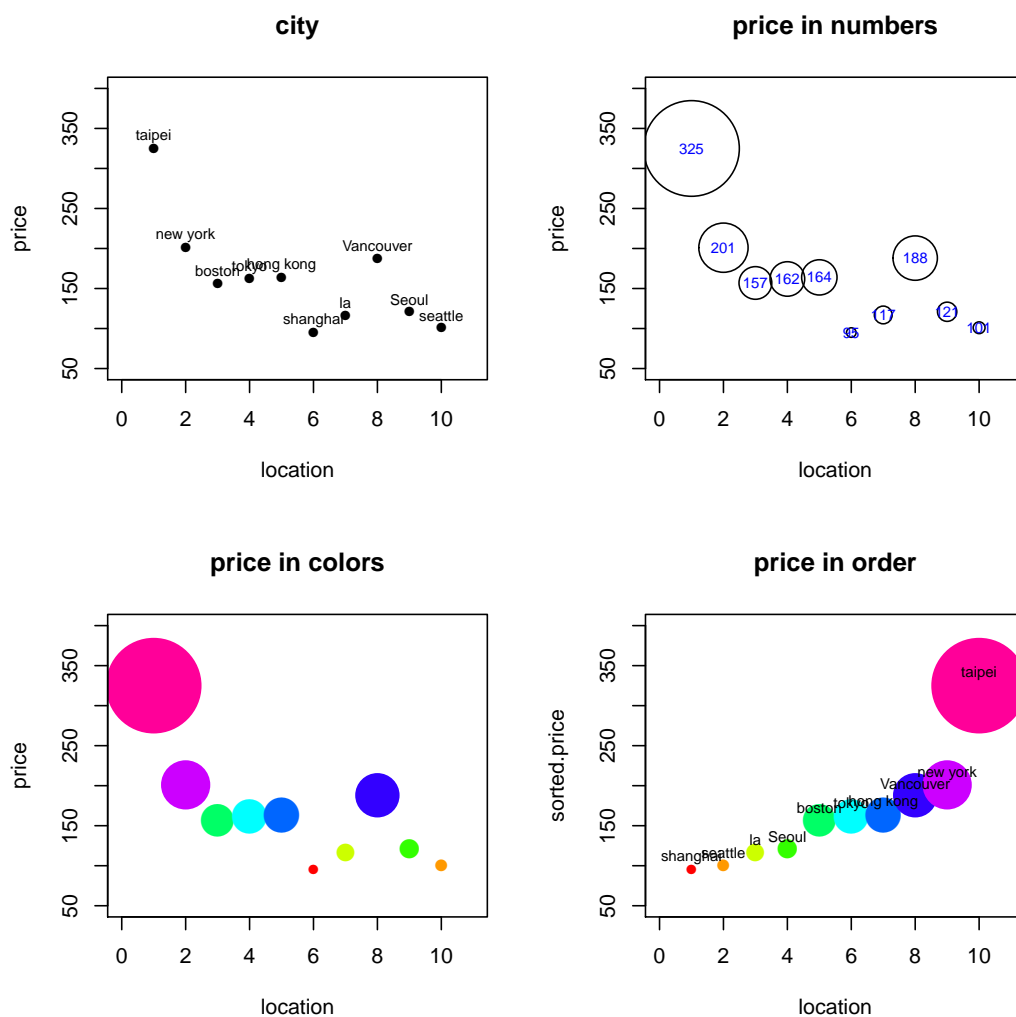 city
price in numbers
350
250
150
50
price
taipei
new york
boston
tokyo
hong kong
Vancouver
shanghai
la
Seoul
seattle
0 2 4 6 8 10
location
350
250
150
50
price
325
201
157
162
164
188
95
117
121
101
0 2 4 6 8 10
location
price in colors
price in order
350
250
150
50
price
0 2 4 6 8 10
location
350
250
150
50
sorted.price
taipei
new york
Vancouver
hong kong
tokyo
boston
Seoul
la
seattle
shanghai
0 2 4 6 8 10
location